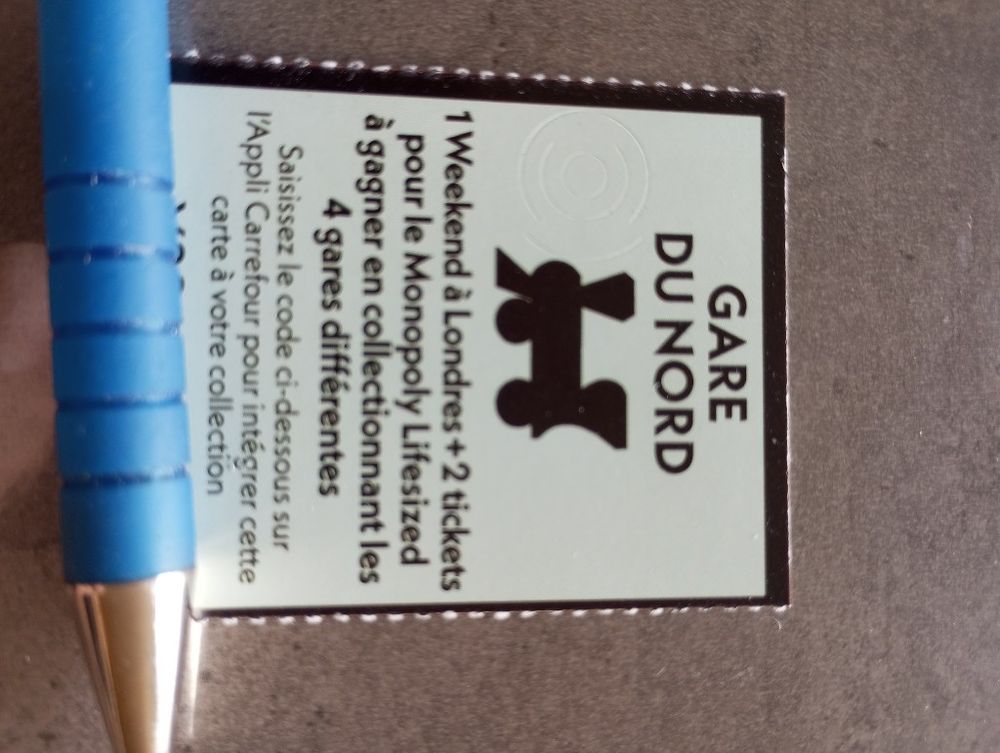 GARE
DU NORD
1 Weekend à Londres + 2 tickets
pour le Monopoly Lifesized
à gagner en collectionnant les
4 gares différentes
Saisissez le code ci-dessous sur
l'Appli Carrefour pour intégrer cette
carte à votre collection